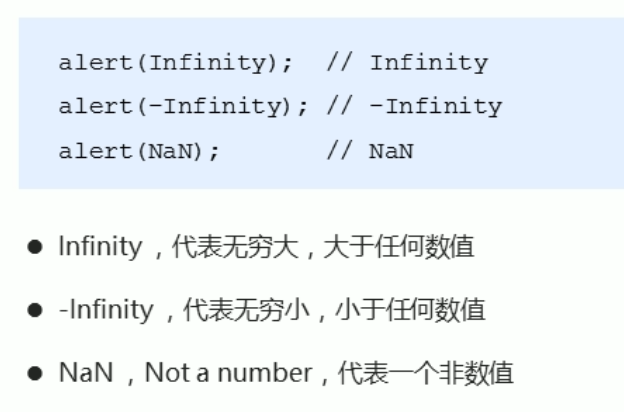 alert(Infinity);  // Infinity
alert(-Infinity); // -Infinity
alert(NaN);       // NaN
● Infinity ，代表无穷大，大于任何数值
● -Infinity ，代表无穷小，小于任何数值
● NaN ，Not a number，代表一个非数值